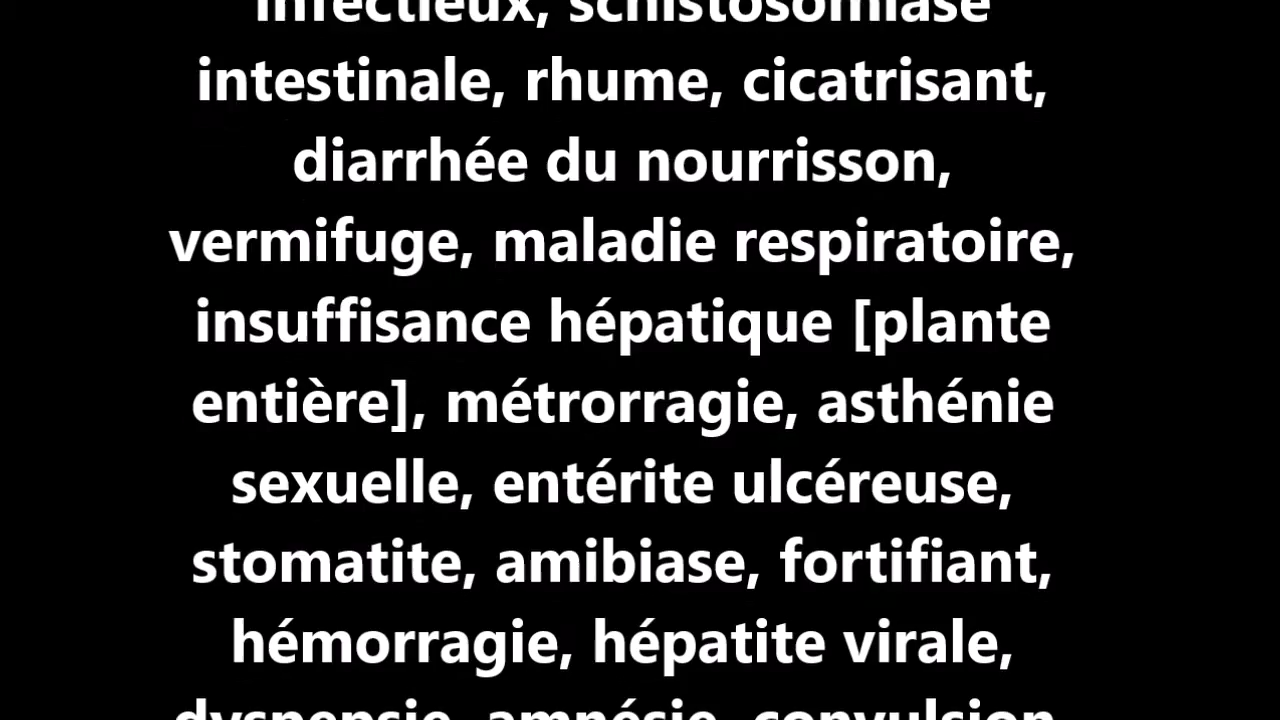 infectieux, schistosomiase
intestinale, rhume, cicatrisant,
diarrhée du nourrisson,
vermifuge, maladie respiratoire,
insuffisance hépatique [plante
entière], métrorragie, asthénie
sexuelle, entérite ulcéreuse,
stomatite, amibiase, fortifiant,
hémorragie, hépatite virale,
dyspepsie, amnésie, convulsion